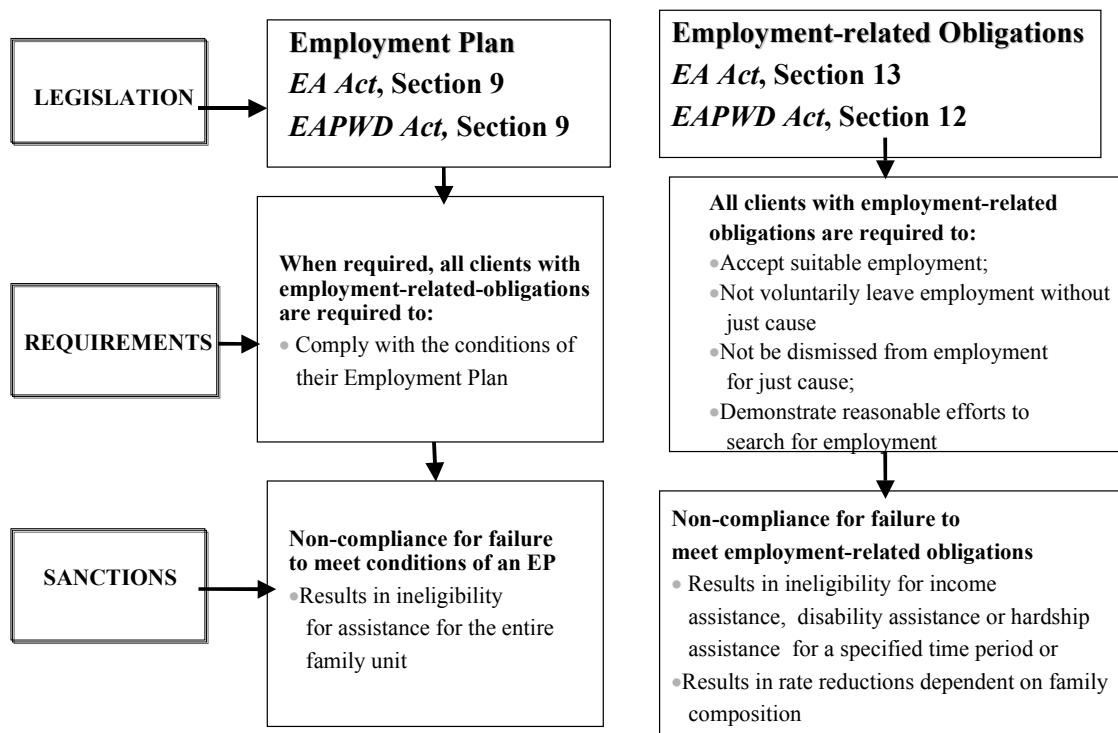 LEGISLATION
Employment Plan
EA Act, Section 9
EAPWD Act, Section 9
Employment-related Obligations
EA Act, Section 13
EAPWD Act, Section 12
REQUIREMENTS
When required, all clients with
employment-related-obligations
are required to:
• Comply with the conditions of
their Employment Plan
All clients with employment-related
obligations are required to:
•Accept suitable employment;
•Not voluntarily leave employment without
just cause
•Not be dismissed from employment
for just cause;
•Demonstrate reasonable efforts to
search for employment
SANCTIONS
Non-compliance for failure
to meet conditions of an EP
•Results in ineligibility
for assistance for the entire
family unit
Non-compliance for failure to
meet employment-related obligations
• Results in ineligibility for income
assistance, disability assistance or hardship
assistance for a specified time period or
•Results in rate reductions dependent on family
composition